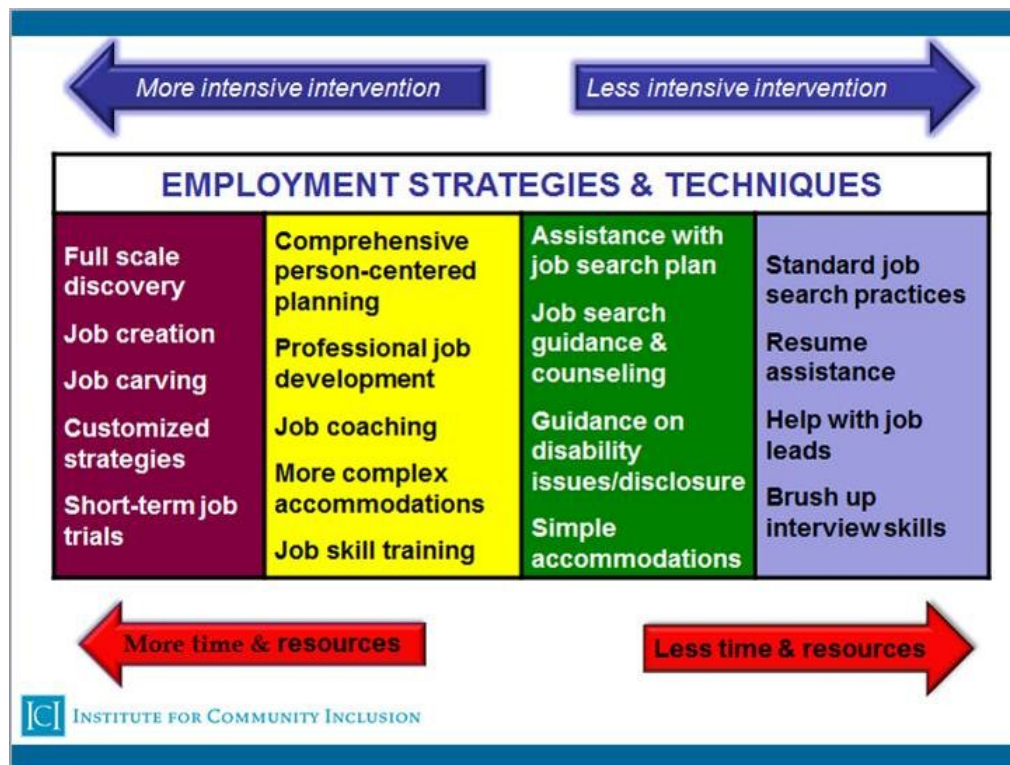 More intensive intervention
Less intensive intervention
EMPLOYMENT STRATEGIES & TECHNIQUES
Full scale
discovery
Job creation
Job carving
Customized
strategies
Short-term job
trials
Comprehensive
person-centered
planning
Professional job
development
Job coaching
More complex
accommodations
Job skill training
Assistance with
job search plan
Job search
guidance &
counseling
Guidance on
disability
issues/disclosure
Simple
accommodations
Standard job
search practices
Resume
assistance
Help with job
leads
Brush up
interview skills
More time & resources
Less time & resources
ICI INSTITUTE FOR COMMUNITY INCLUSION